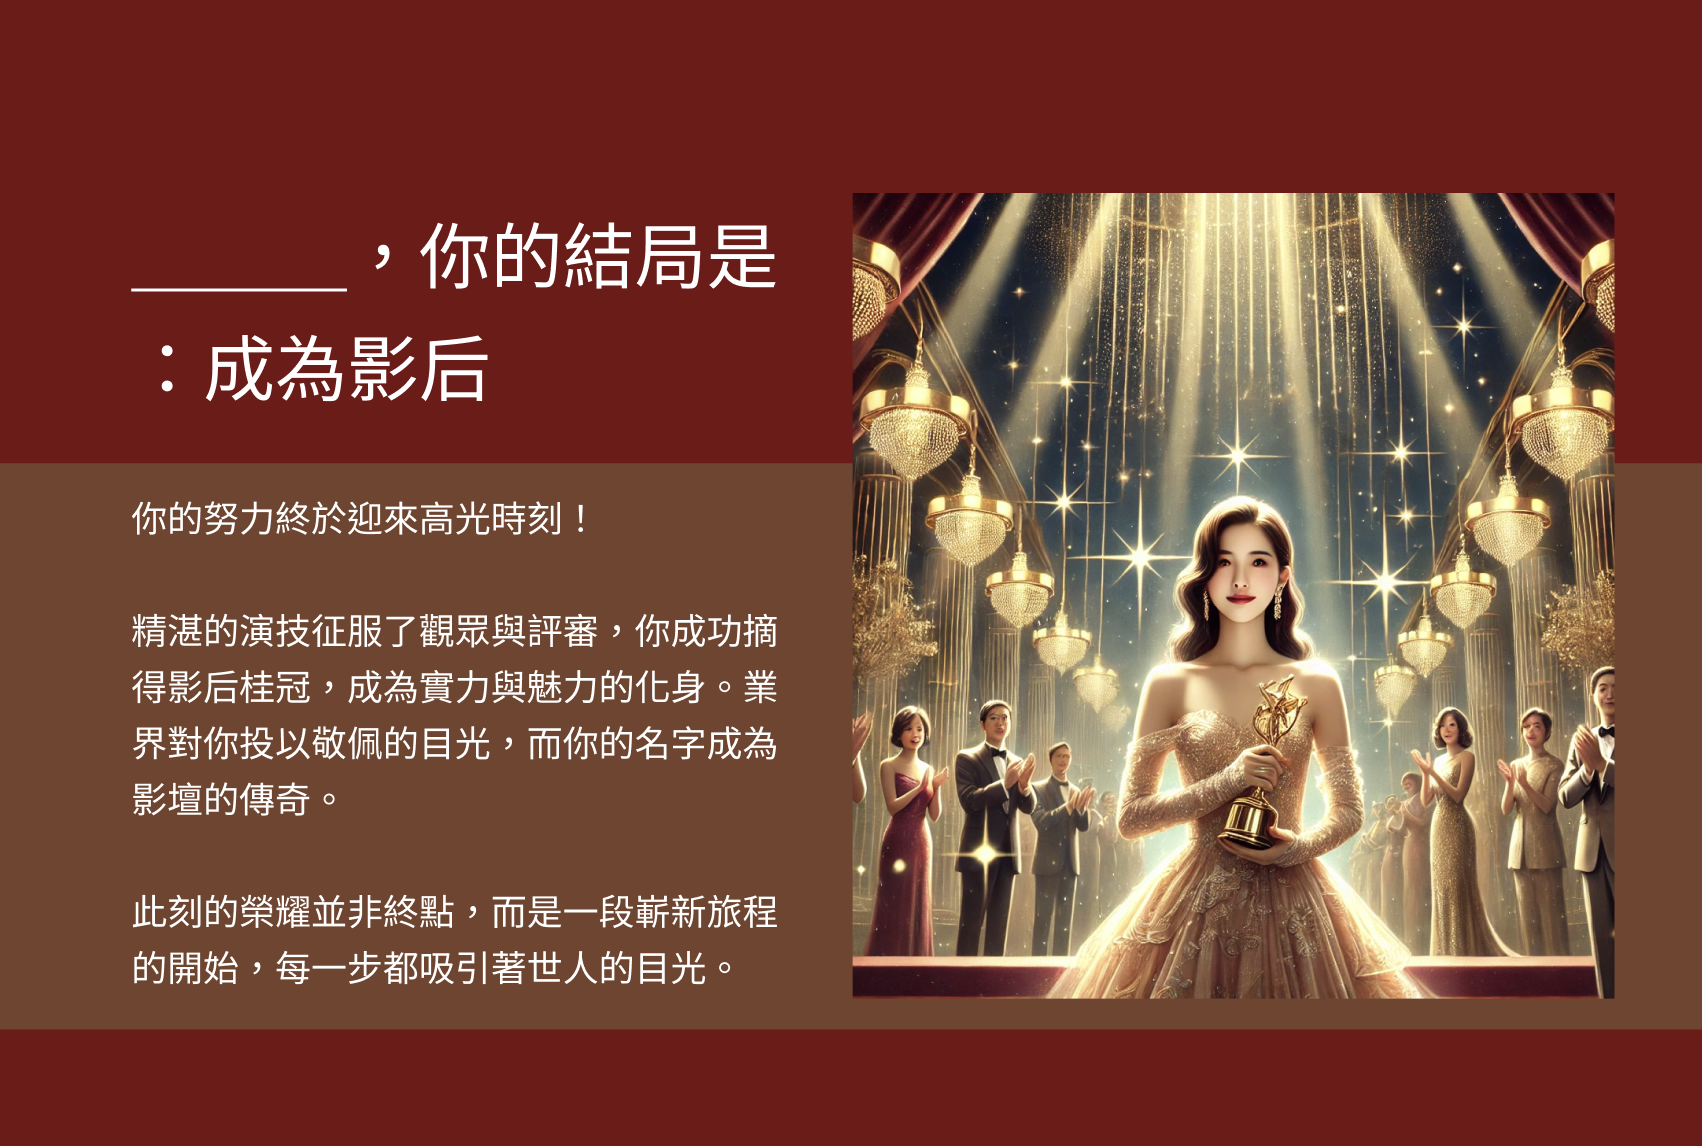 ______，你的結局是
：成為影后
你的努力終於迎來高光時刻！
精湛的演技征服了觀眾與評審，你成功摘
得影后桂冠，成為實力與魅力的化身。業
界對你投以敬佩的目光，而你的名字成為
影壇的傳奇。
此刻的榮耀並非終點，而是一段嶄新旅程
的開始，每一步都吸引著世人的目光。